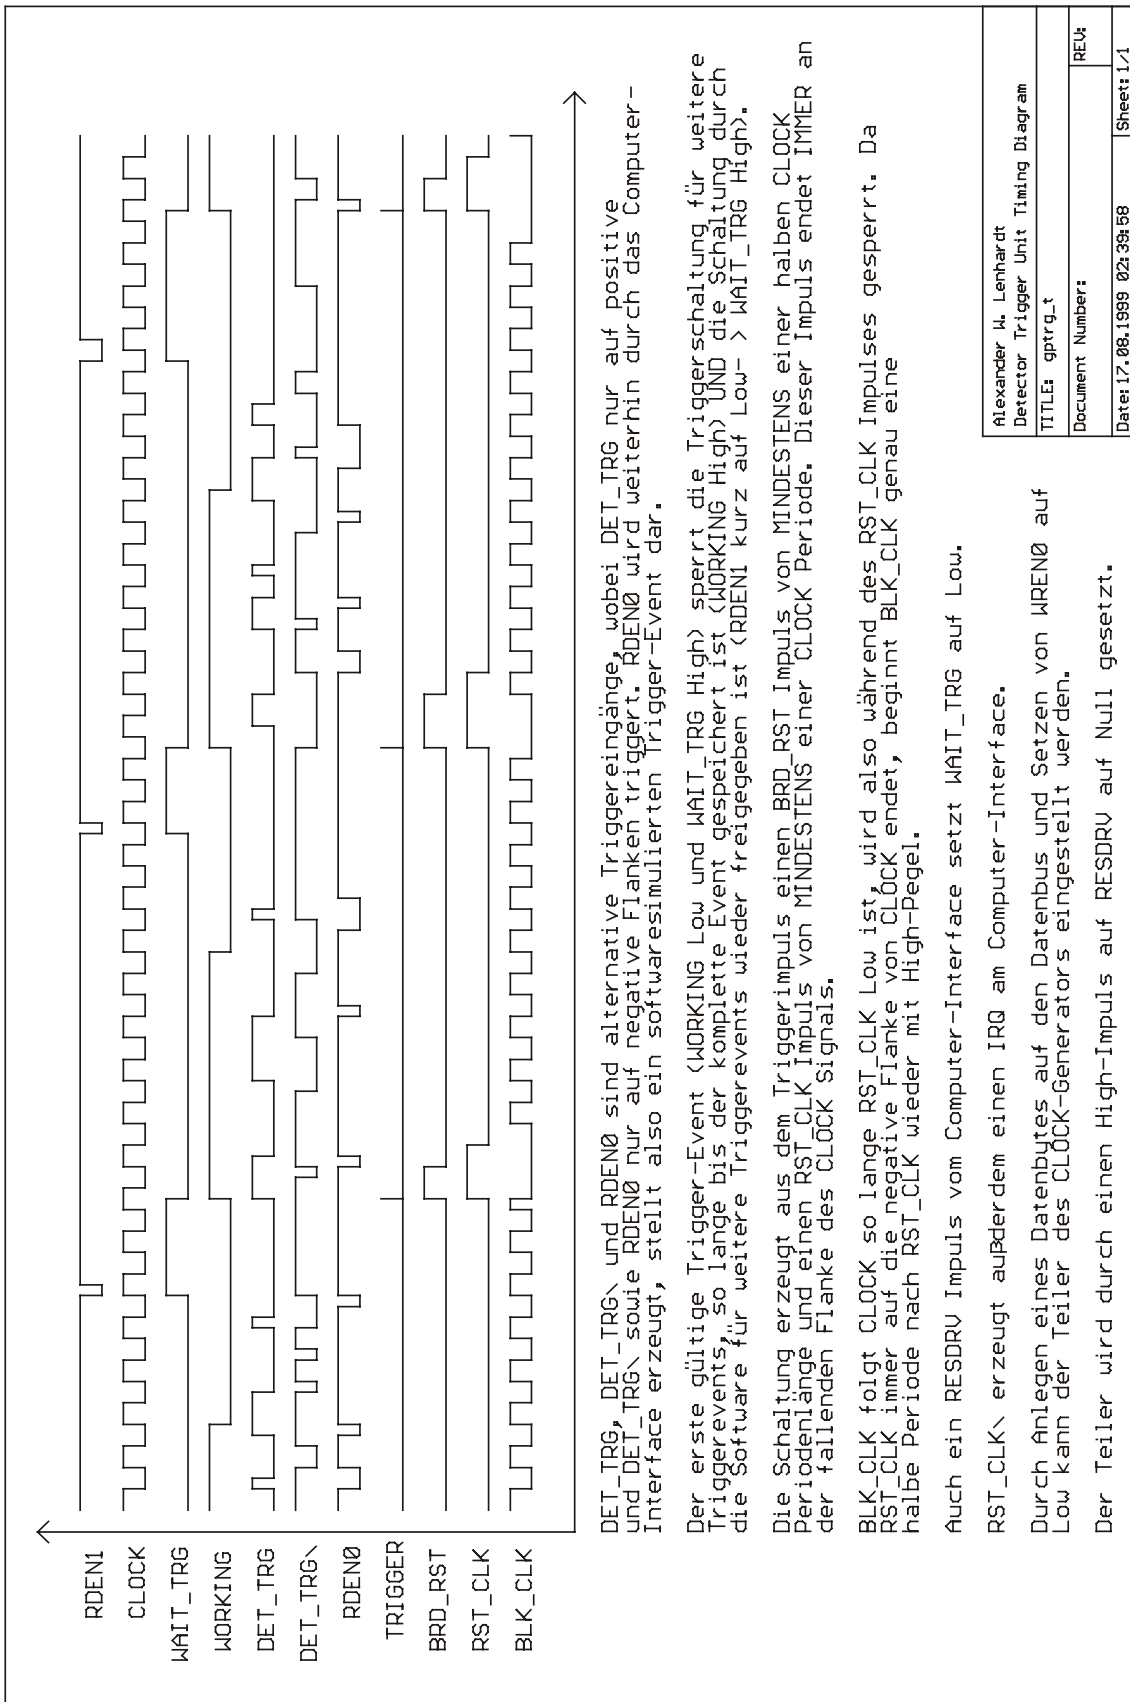 RDEN1
CLOCK
WAIT_TRG
WORKING
DET_TRG
DET_TRG\
RDEN0
TRIGGER
BRD_RST
RST_CLK
BLK_CLK
DET_TRG, DET_TRG\ und RDEN0 sind alternative Triggereingänge, wobei DET_TRG nur auf positive
und DET_TRG\ sowie RDEN0 nur auf negative Flanken triggert. RDEN0 wird weiterhin durch das Computer-
Interface erzeugt, stellt also ein softwaresimulierten Trigger-Event dar.
Der erste gültige Trigger-Event (WORKING Low und WAIT_TRG High) sperrt die Triggerschaltung für weitere
Triggerevents, so lange bis der komplette Event gespeichert ist (WORKING High) UND die Schaltung durch
die Software für weitere Triggerevents wieder freigegeben ist (RDEN1 kurz auf Low- > WAIT_TRG High).
Die Schaltung erzeugt aus dem Triggerimpuls einen BRD_RST Impuls von MINDESTENS einer halben CLOCK
Periodenlänge und einen RST_CLK Impuls von MINDESTENS einer CLOCK Periode. Dieser Impuls endet IMMER an
der fallenden Flanke des CLOCK Signals.
BLK_CLK folgt CLOCK so lange RST_CLK Low ist, wird also während des RST_CLK Impulses gesperrt. Da
RST_CLK immer auf die negative Flanke von CLOCK endet, beginnt BLK_CLK genau eine
halbe Periode nach RST_CLK wieder mit High-Pegel.
Auch ein RESDRV Impuls vom Computer-Interface setzt WAIT_TRG auf Low.
RST_CLK\ erzeugt außerdem einen IRQ am Computer-Interface.
Durch Anlegen eines Datenbytes auf den Datenbus und Setzen von WREN0 auf
Low kann der Teiler des CLOCK-Generators eingestellt werden.
Der Teiler wird durch einen High-Impuls auf RESDRV auf Null gesetzt.
Alexander W. Lenhardt
Detector Trigger Unit Timing Diagram
TITLE: gptrg_t
Document Number:
REV:
Date: 17.08.1999 02:39:58
Sheet: 1/1